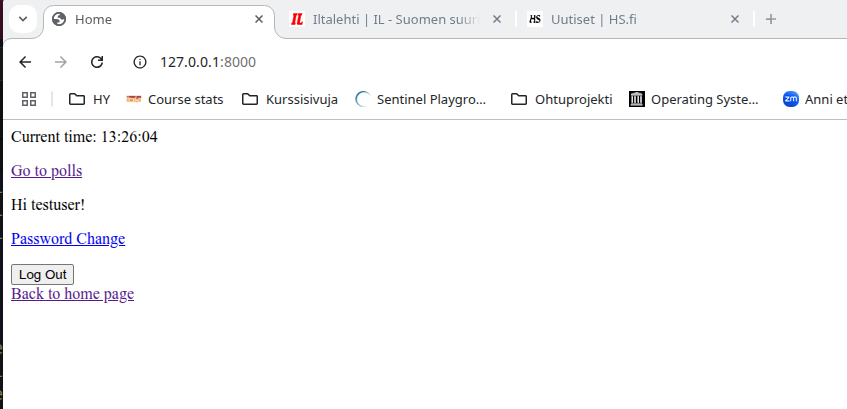 Home
IL Iltalehti | IL - Suomen suur
HS Uutiset | HS.fi
127.0.0.1:8000
HY
Course stats
Kurssisivuja
Sentinel Playgro...
Ohtuprojekti
Operating Syste...
zm Anni et
Current time: 13:26:04
Go to polls
Hi testuser!
Password Change
Log Out
Back to home page